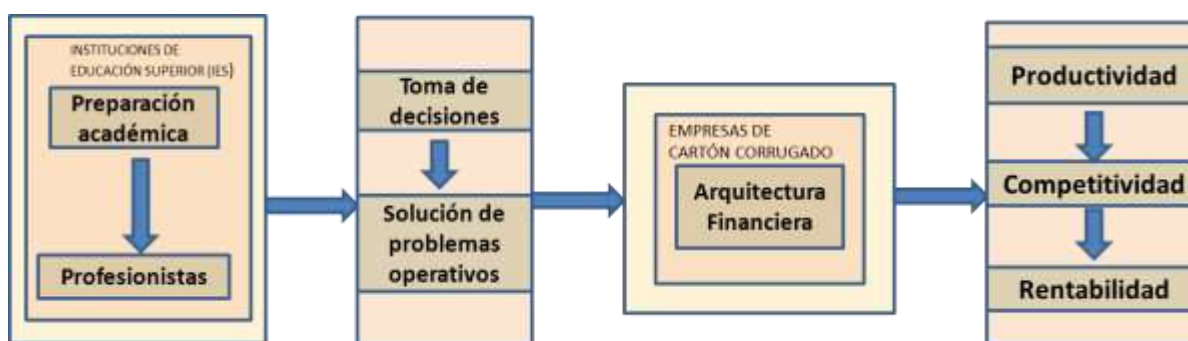 INSTITUCIONES DE
EDUCACIÓN SUPERIOR (IES)
Preparación
académica
Profesionistas
Toma de
decisiones
Solución de
problemas
operativos
EMPRESAS DE
CARTÓN CORRUGADO
Arquitectura
Financiera
Productividad
Competitividad
Rentabilidad